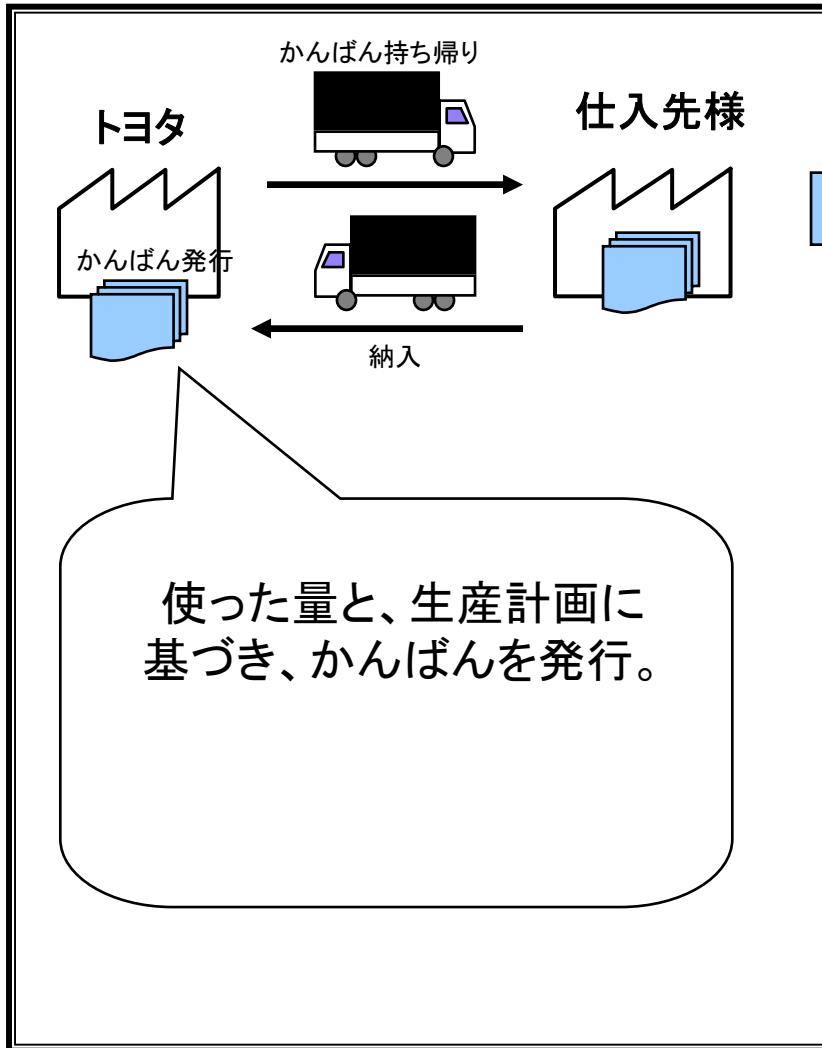 かんばん持ち帰り
トヨタ
仕入先様
かんばん発行
納入
使った量と、生産計画に
基づき、かんばんを発行。